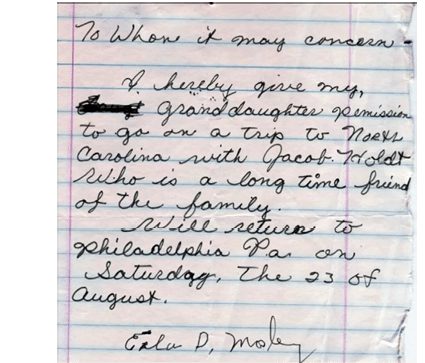 To Whom it may concern -
I hereby give my,
Granddaughter pemission
to go on a trip to North
Carolina with Jacob Holdt
Who is a long time friend
of the family.
Will return to
Philadelphia Pa. on
Saturday, The 23 of
August.
D. Mosley